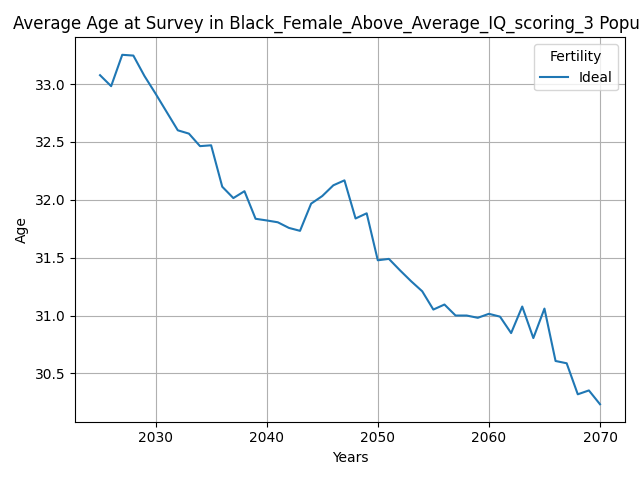 Average Age at Survey in Black_Female_Above_Average_IQ_scoring_3 Popu
Fertility
Ideal
33.0
32.5
32.0
31.5
31.0
30.5
Age
2030 2040 2050 2060 2070
Years